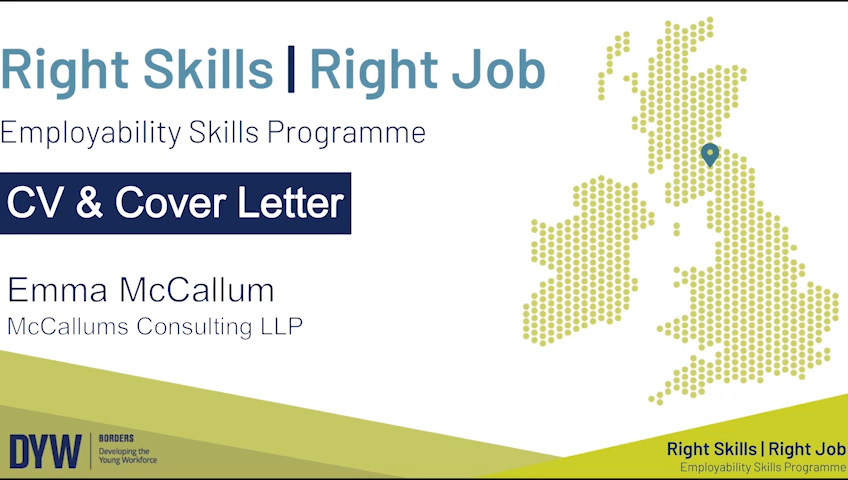 Right Skills | Right Job
Employability Skills Programme
CV & Cover Letter
Emma McCallum
McCallums Consulting LLP
DYW
BORDERS
Developing the
Young Workforce
Right Skills | Right Job
Employability Skills Programme